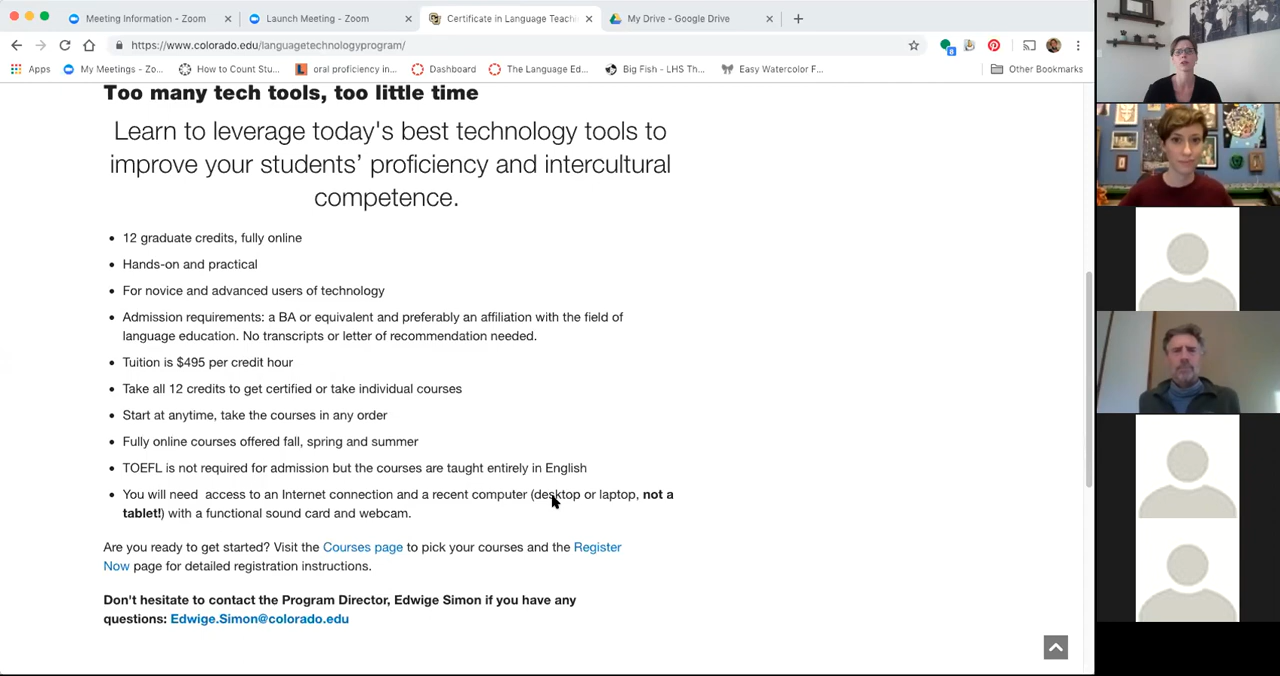 Meeting Information - Zoom
Launch Meeting - Zoom
Certificate in Language Teachi
My Drive - Google Drive
https://www.colorado.edu/languagetechnologyprogram/
8
Apps
My Meetings - Zo...
How to Count Stu...
oral proficiency in...
Dashboard
The Language Ed...
Big Fish - LHS Th...
Easy Watercolor F...
Other Bookmarks
Too many tech tools, too little time
Learn to leverage today's best technology tools to
improve your students' proficiency and intercultural
competence.
• 12 graduate credits, fully online
• Hands-on and practical
• For novice and advanced users of technology
• Admission requirements: a BA or equivalent and preferably an affiliation with the field of
language education. No transcripts or letter of recommendation needed.
• Tuition is $495 per credit hour
• Take all 12 credits to get certified or take individual courses
• Start at anytime, take the courses in any order
• Fully online courses offered fall, spring and summer
• TOEFL is not required for admission but the courses are taught entirely in English
• You will need access to an Internet connection and a recent computer (desktop or laptop, not a
tablet!) with a functional sound card and webcam.
Are you ready to get started? Visit the Courses page to pick your courses and the Register
Now page for detailed registration instructions.
Don't hesitate to contact the Program Director, Edwige Simon if you have any
questions: Edwige.Simon@colorado.edu